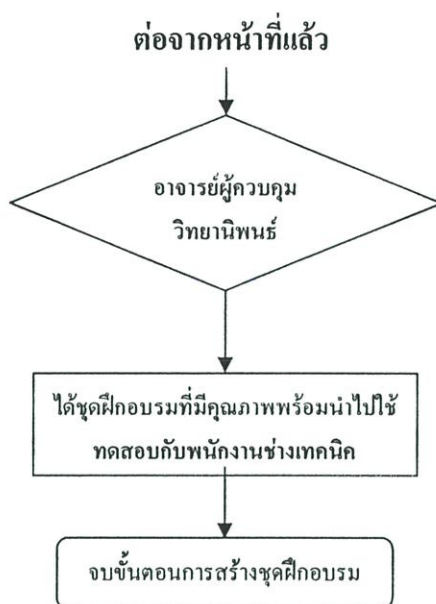 ต่อจากหน้าที่แล้ว
อาจารย์ผู้ควบคุม
วิทยานิพนธ์
ได้ชุดฝึกอบรมที่มีคุณภาพพร้อมนำไปใช้
ทดสอบกับพนักงานช่างเทคนิค
จบขั้นตอนการสร้างชุดฝึกอบรม